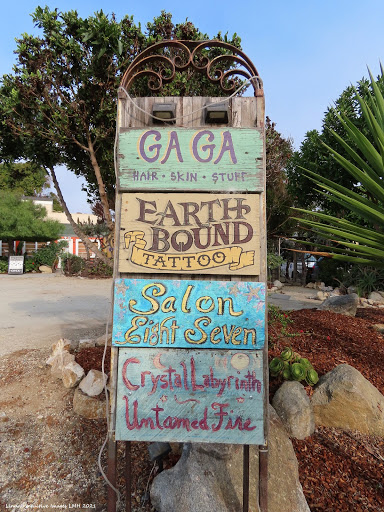 GAGA
HAIR • SKIN • STUFF
EARTH
BOUND
TATTOO
Salon
Eight Seven
Crystal Labyrinth
Untamed Fire